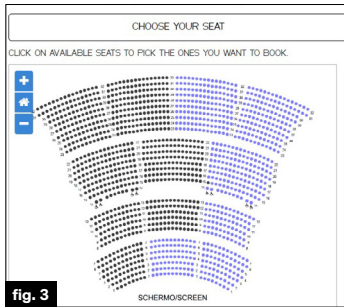 CHOOSE YOUR SEAT
CLICK ON AVAILABLE SEATS TO PICK THE ONES YOU WANT TO BOOK.
SCHERMO/SCREEN
fig. 3